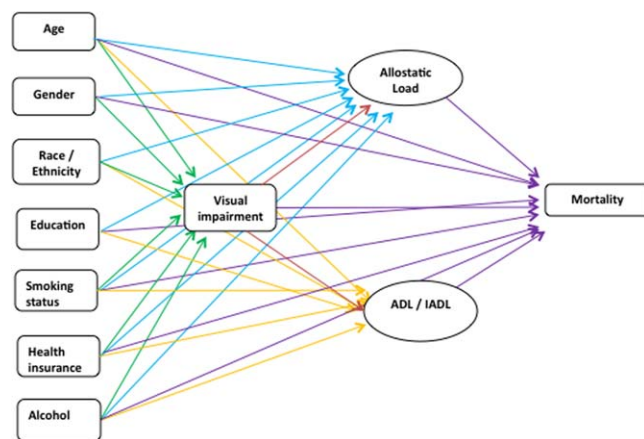 Age
Gender
Race /
Ethnicity
Education
Smoking
status
Health
insurance
Alcohol
Visual
impairment
Allostatic
Load
ADL / IADL
Mortality